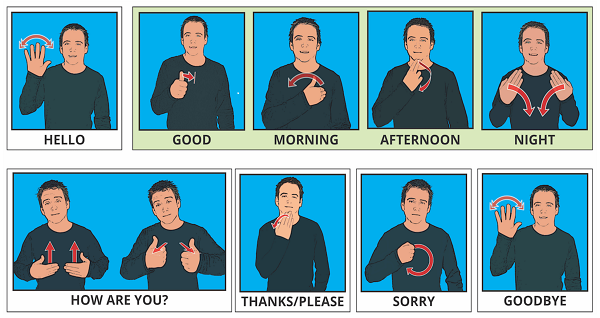 HELLO
GOOD
MORNING
AFTERNOON
NIGHT
HOW ARE YOU?
THANKS/PLEASE
SORRY
GOODBYE